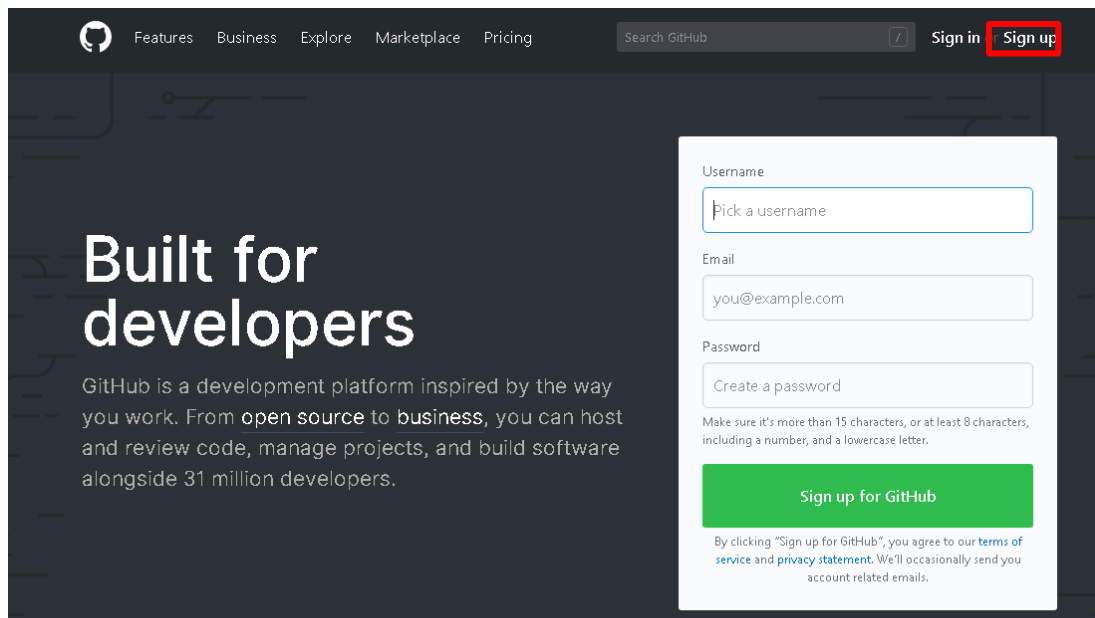 Features Business Explore Marketplace Pricing Search GitHub / Sign in or Sign up
Built for
developers
GitHub is a development platform inspired by the way
you work. From open source to business, you can host
and review code, manage projects, and build software
alongside 31 million developers.
Username
Pick a username
Email
you@example.com
Password
Create a password
Make sure it's more than 15 characters, or at least 8 characters,
including a number, and a lowercase letter.
Sign up for GitHub
By clicking “Sign up for GitHub”, you agree to our terms of
service and privacy statement. We’ll occasionally send you
account related emails.